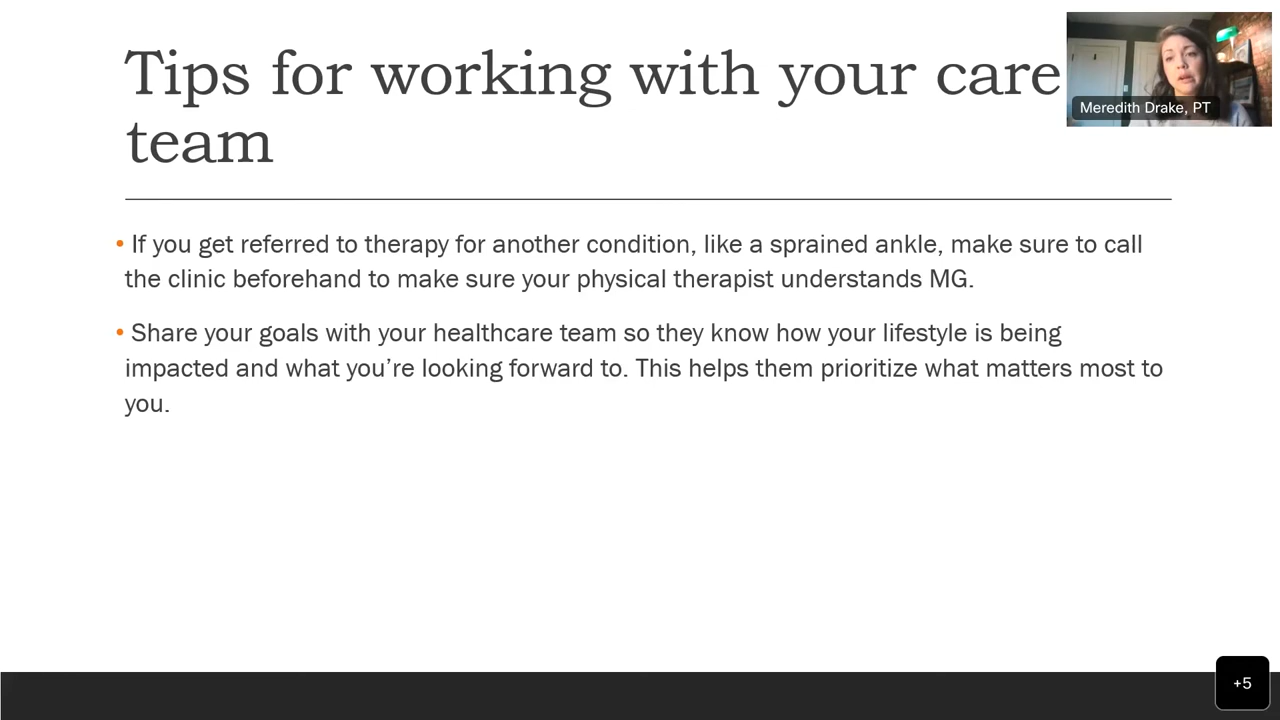 Tips for working with your care
team
Meredith Drake, PT
• If you get referred to therapy for another condition, like a sprained ankle, make sure to call
the clinic beforehand to make sure your physical therapist understands MG.
• Share your goals with your healthcare team so they know how your lifestyle is being
impacted and what you’re looking forward to. This helps them prioritize what matters most to
you.
+5